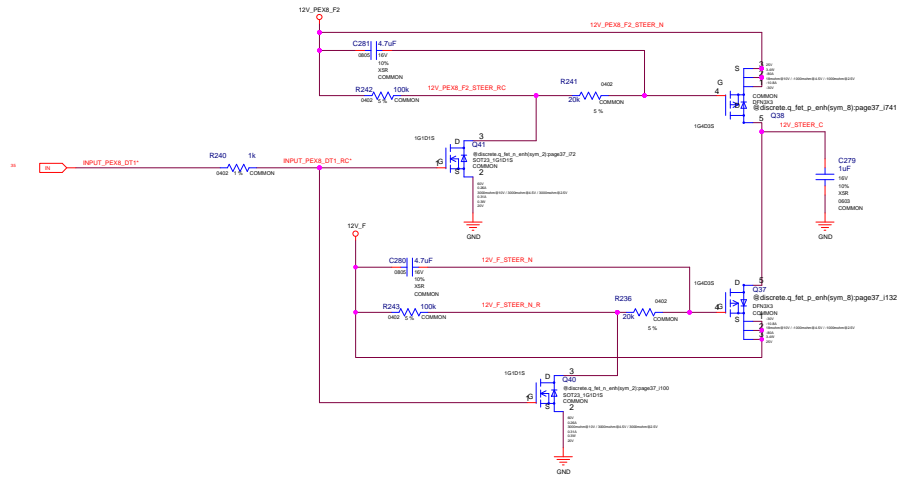 12V_PEX8_F2
12V_PEX8_F2_STEER_N
C281
4.7uF
0805
16V
10%
XSR
COMMON
R242
100k
0402
5 %
COMMON
12V_PEX8_F2_STEER_RC
R241
0402
20k
COMMON
5 %
S
G
4
COMMON
DFN3X3
@discrete.q_fet_p_enh(sym_8):page37_i741
5
Q38
1G4D3S
12V_STEER_C
1G1D1S
D
3
Q41
@discrete.q_fet_n_enh(sym_2):page37_i72
SOT23_1G1D1S
COMMON
G
S
2
GND
IN
INPUT_PEX8_DT1*
R240
1k
0402
1 %
COMMON
INPUT_PEX8_DT1_RC*
C279
1uF
16V
10%
XSR
0603
COMMON
GND
12V_F
C280
4.7uF
0805
16V
10%
XSR
COMMON
12V_F_STEER_N
R243
100k
0402
5 %
COMMON
12V_F_STEER_N_R
R236
0402
20k
COMMON
5 %
1G4D3S
D
5
Q37
@discrete.q_fet_p_enh(sym_8):page37_i132
DFN3X3
COMMON
4
G
S
1G1D1S
D
3
Q40
@discrete.q_fet_n_enh(sym_2):page37_i100
SOT23_1G1D1S
COMMON
1
G
S
2
GND